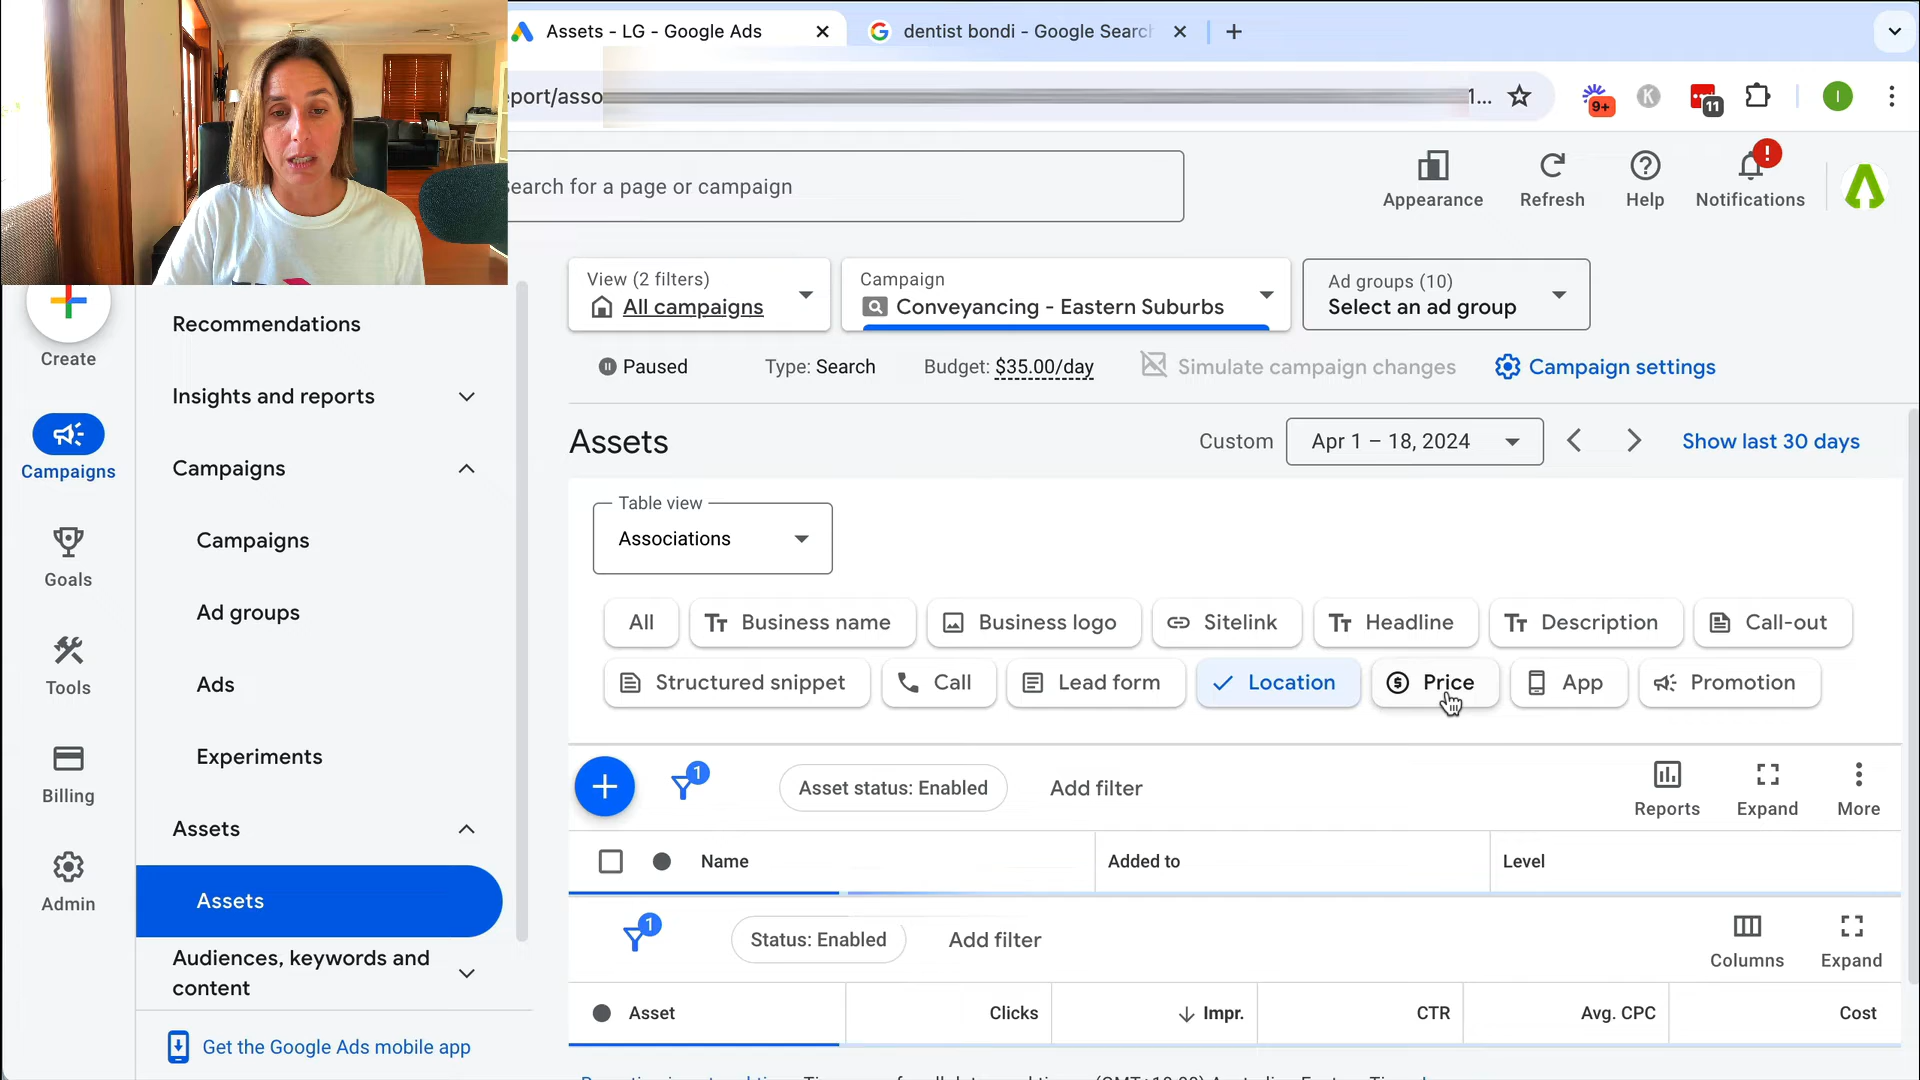 Assets - LG - Google Ads
dentist bondi - Google Searc
port/asso
1...
9+
K
11
I
Search for a page or campaign
Appearance
Refresh
Help
Notifications
View (2 filters)
All campaigns
Campaign
Conveyancing - Eastern Suburbs
Ad groups (10)
Select an ad group
Paused
Type: Search
Budget: $35.00/day
Simulate campaign changes
Campaign settings
Create
Campaigns
Goals
Tools
Billing
Admin
Recommendations
Insights and reports
Campaigns
Campaigns
Ad groups
Ads
Experiments
Assets
Assets
Audiences, keywords and
content
Get the Google Ads mobile app
Assets
Custom
Apr 1 – 18, 2024
Show last 30 days
Table view
Associations
All
Business name
Business logo
Sitelink
Headline
Description
Call-out
Structured snippet
Call
Lead form
Location
Price
App
Promotion
1
Asset status: Enabled
Add filter
Reports
Expand
More
Name
Added to
Level
1
Status: Enabled
Add filter
Columns
Expand
Asset
Clicks
Impr.
CTR
Avg. CPC
Cost